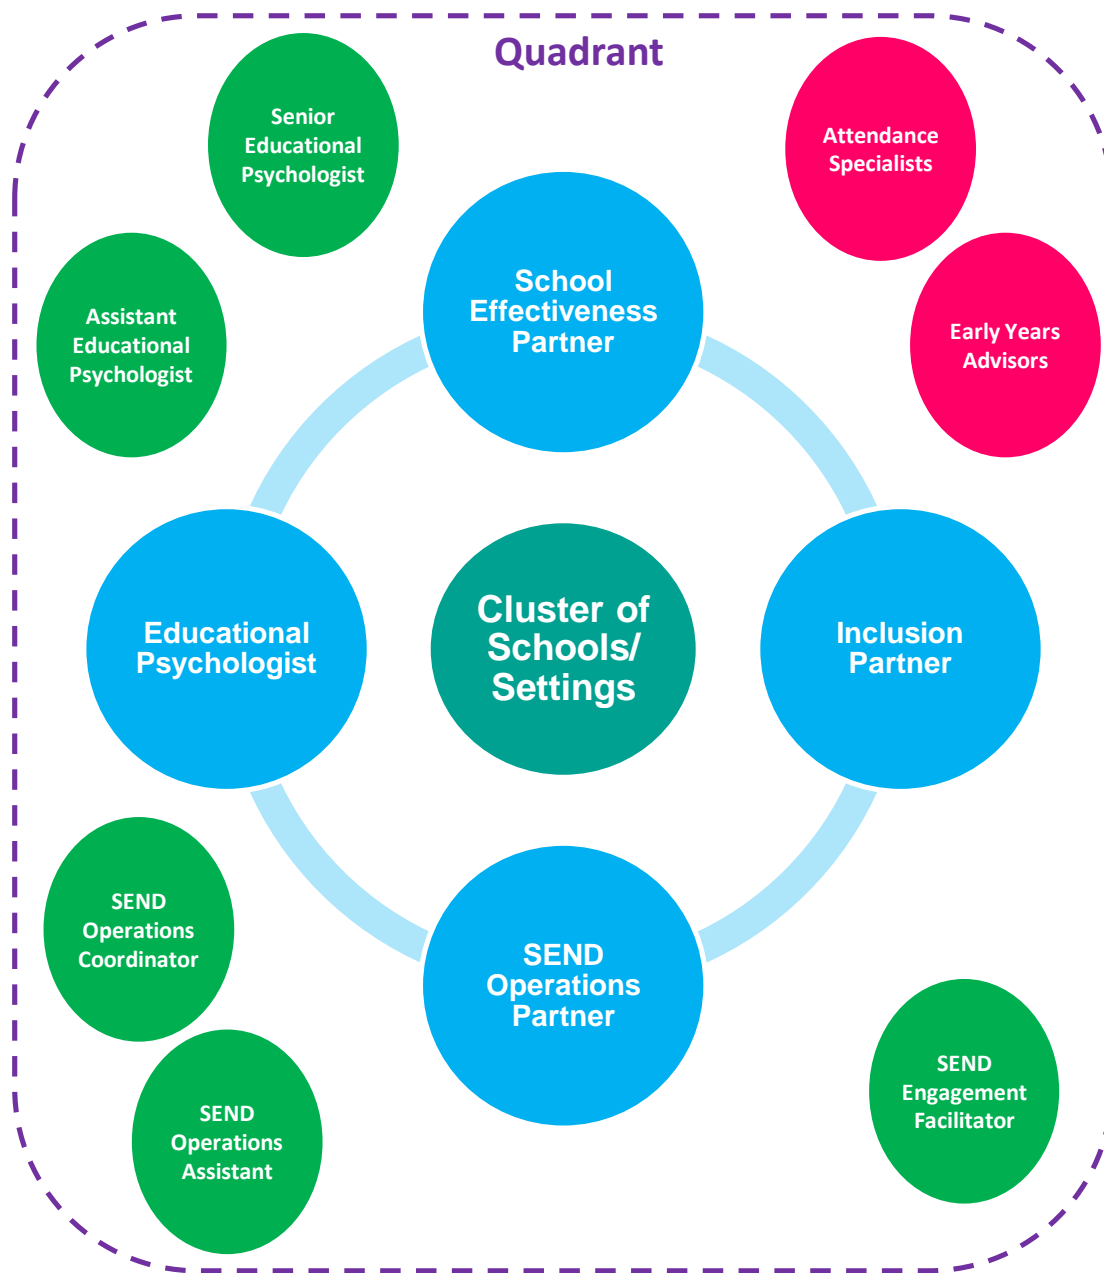 Quadrant
Senior
Educational
Psychologist
Attendance
Specialists
School
Effectiveness
Partner
Assistant
Educational
Psychologist
Early Years
Advisors
Educational
Psychologist
Cluster of
Schools/
Settings
Inclusion
Partner
SEND
Operations
Coordinator
SEND
Operations
Partner
SEND
Engagement
Facilitator
SEND
Operations
Assistant